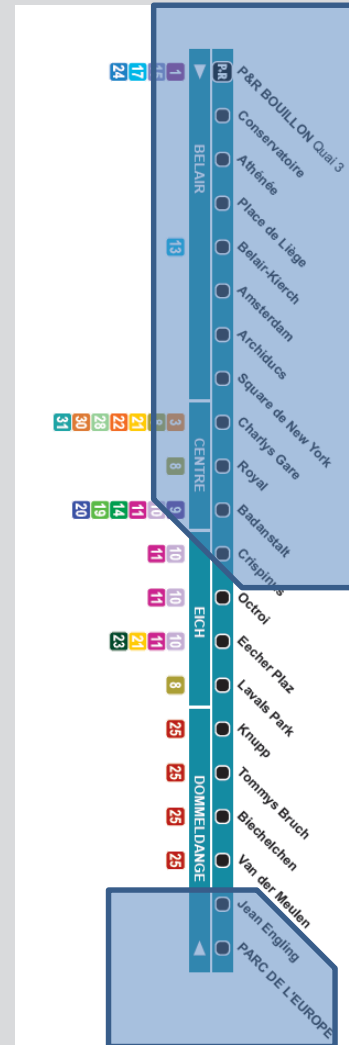 P&R
P&R BOUILLON Quai 3
1 15 17 24
Conservatoire
BELAIR
Athénée
Place de Liège
Belair-Kierch
13
Amsterdam
Archiducs
Square de New York
Charlys Gare
3 8 21 22 28 30 31
CENTRE
Royal
8
Badanstalt
9 10 11 14 19 20
Crispinus
10 11
Octroi
10 11
EICH
Eecher Plaz
10 11 21 23
Lavals Park
8
Knupp
25
Tommys Bruch
25
DOMMELDANGE
Biechelchen
25
Van der Meulen
25
Jean Engling
PARC DE L'EUROPE